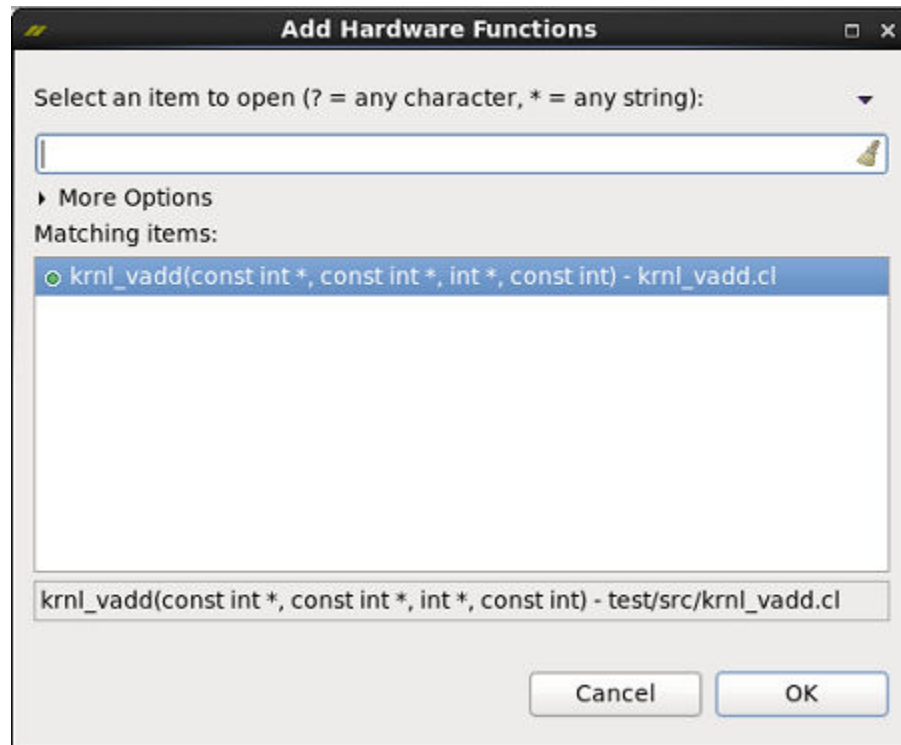 Add Hardware Functions
Select an item to open (? = any character, * = any string):
More Options
Matching items:
krnl_vadd(const int *, const int *, int *, const int) - krnl_vadd.cl
krnl_vadd(const int *, const int *, int *, const int) - test/src/krnl_vadd.cl
Cancel OK